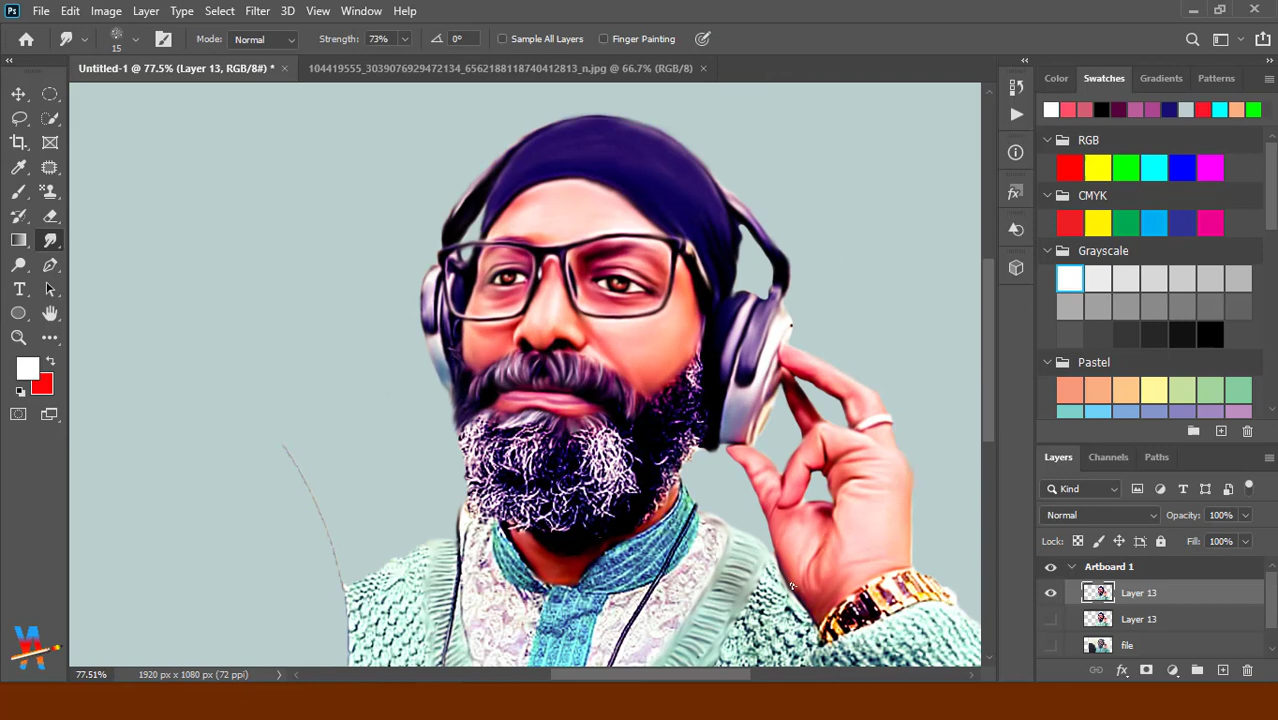 Ps File Edit Image Layer Type Select Filter 3D View Window Help
15 Mode: Normal Strength: 73% 0° Sample All Layers Finger Painting
Untitled-1 @ 77.5% (Layer 13, RGB/8#) * × 104419555_3039076929472134_6562188118740412813_n.jpg @ 66.7% (RGB/8) ×
Color Swatches Gradients Patterns
RGB
CMYK
Grayscale
Pastel
Layers Channels Paths
Kind
Normal Opacity: 100%
Lock: Fill: 100%
Artboard 1
Layer 13
Layer 13
file
77.51% 1920 px x 1080 px (72 ppi)